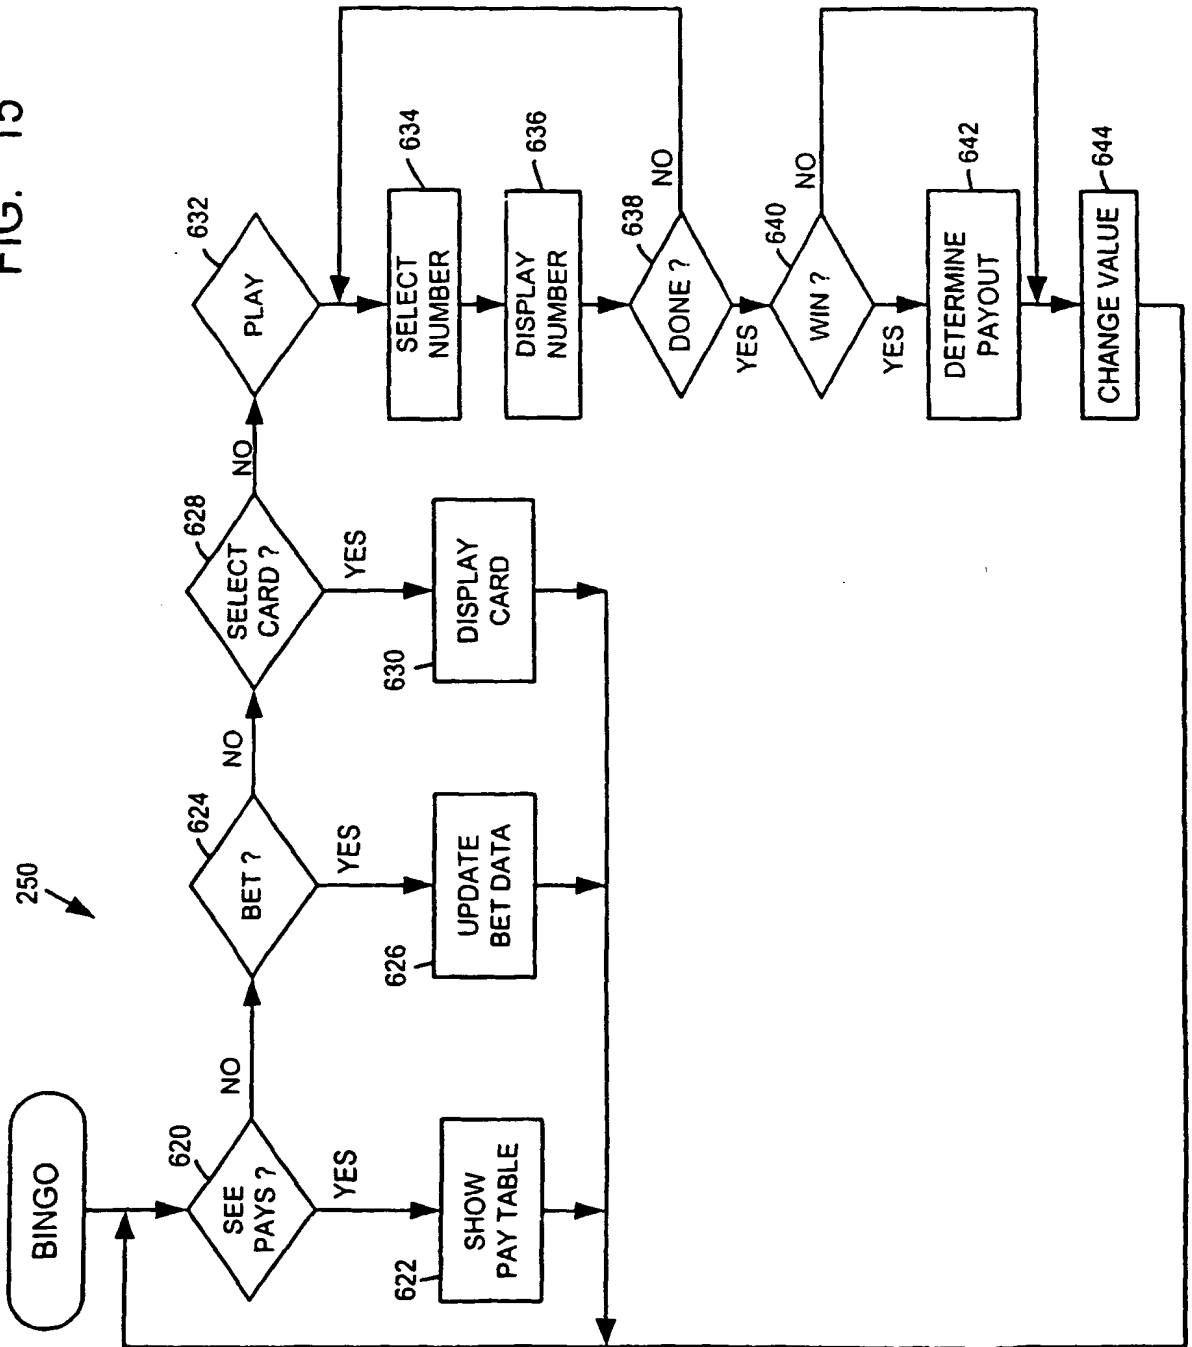 FIG. 15
250
BINGO
620
SEE
PAYS ?
YES
NO
622
SHOW
PAY TABLE
624
BET ?
YES
NO
626
UPDATE
BET DATA
628
SELECT
CARD ?
YES
NO
630
DISPLAY
CARD
632
PLAY
634
SELECT
NUMBER
636
DISPLAY
NUMBER
638
DONE ?
NO
YES
640
WIN ?
NO
YES
642
DETERMINE
PAYOUT
644
CHANGE VALUE